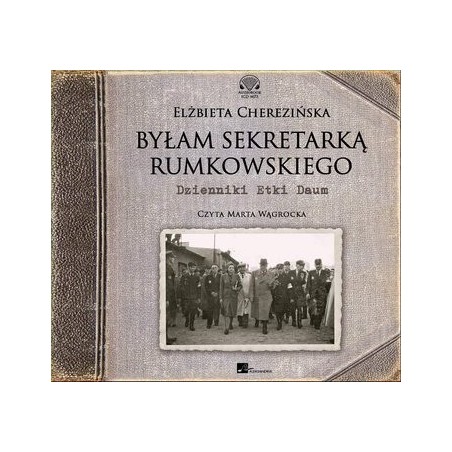 ELŻBIETA CHEREZIŃSKA
BYŁAM SEKRETARKĄ
RUMKOWSKIEGO
Dzienniki Etki Daum
CZYTA MARTA WĄGROCKA